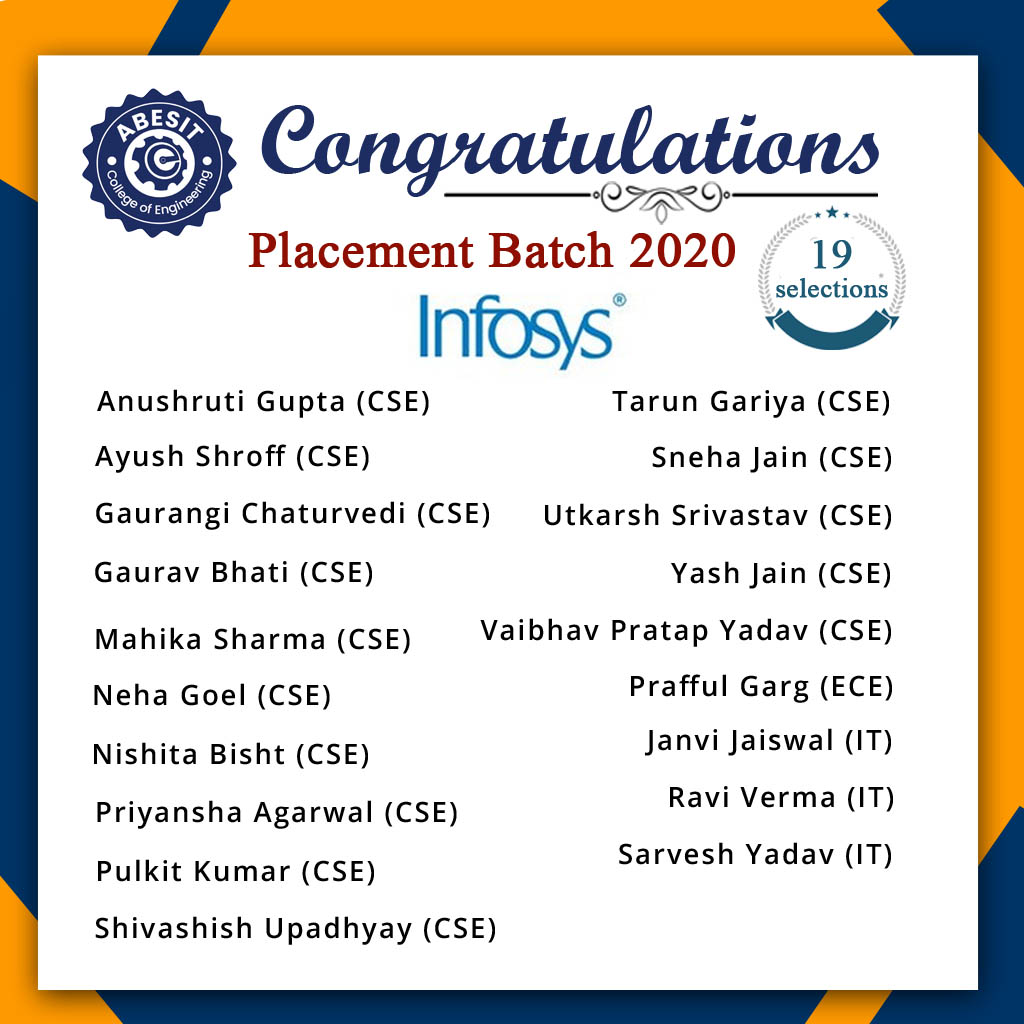 ABESIT
College of Engineering
Congratulations
Placement Batch 2020
19
selections
Infosys®
Anushruti Gupta (CSE)
Ayush Shroff (CSE)
Gaurangi Chaturvedi (CSE)
Gaurav Bhati (CSE)
Mahika Sharma (CSE)
Neha Goel (CSE)
Nishita Bisht (CSE)
Priyansha Agarwal (CSE)
Pulkit Kumar (CSE)
Shivashish Upadhyay (CSE)
Tarun Gariya (CSE)
Sneha Jain (CSE)
Utkarsh Srivastav (CSE)
Yash Jain (CSE)
Vaibhav Pratap Yadav (CSE)
Prafful Garg (ECE)
Janvi Jaiswal (IT)
Ravi Verma (IT)
Sarvesh Yadav (IT)